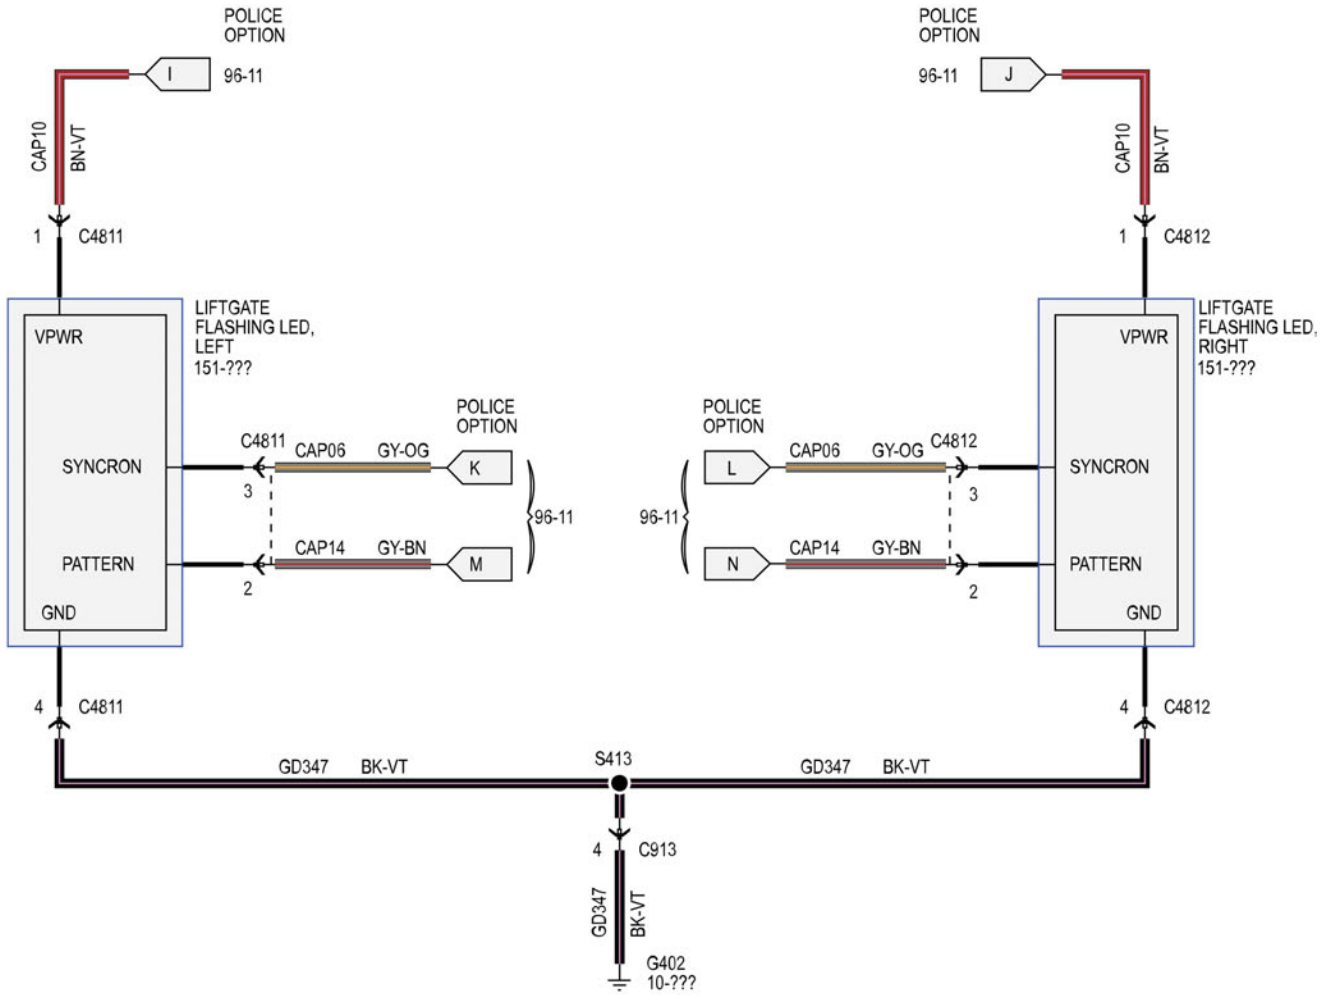 POLICE
OPTION
I
96-11
CAP10
BN-VT
1
C4811
LIFTGATE
FLASHING LED,
LEFT
151-???
VPWR
SYNCRON
PATTERN
GND
C4811
3
CAP06
GY-OG
2
CAP14
GY-BN
POLICE
OPTION
K
M
96-11
4
C4811
POLICE
OPTION
96-11
J
CAP10
BN-VT
1
C4812
LIFTGATE
FLASHING LED,
RIGHT
151-???
VPWR
SYNCRON
PATTERN
GND
POLICE
OPTION
L
N
96-11
CAP06
GY-OG
C4812
3
CAP14
GY-BN
2
4
C4812
GD347
BK-VT
S413
GD347
BK-VT
4
C913
GD347
BK-VT
G402
10-???